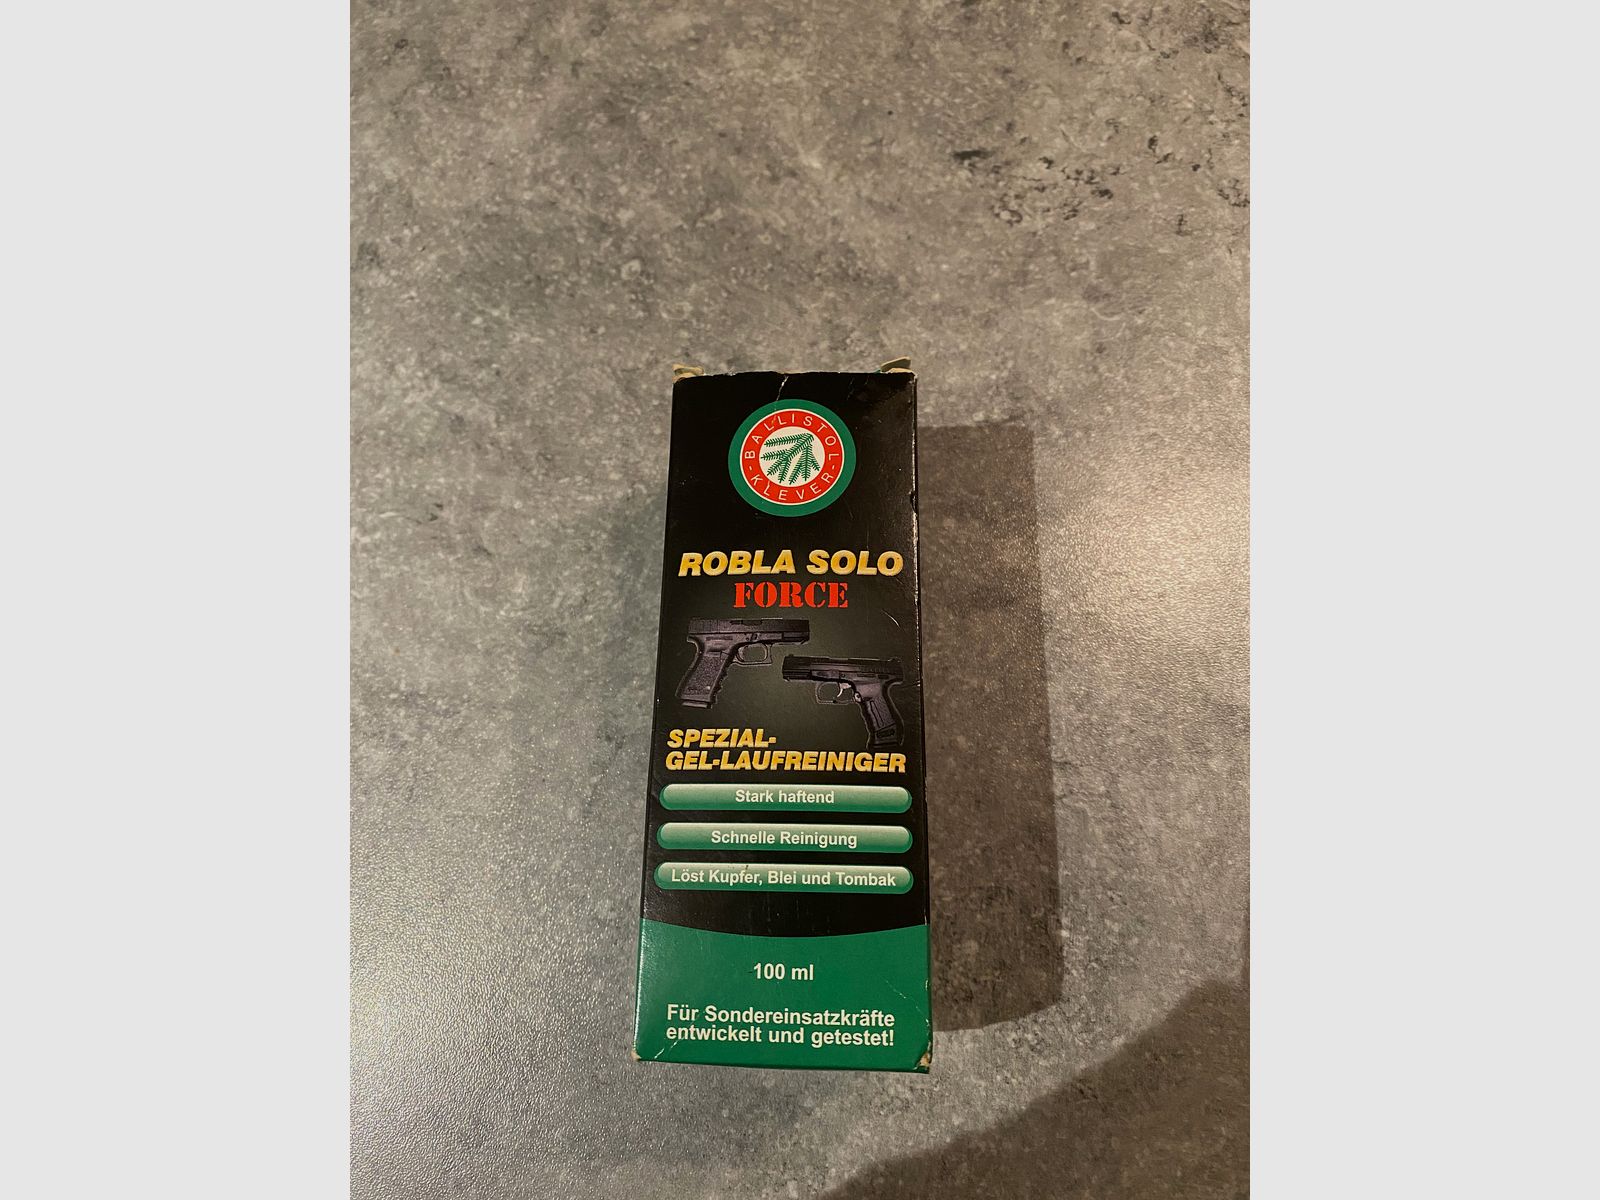 BALLISTOL
- KLEVER -
ROBLA SOLO
FORCE
SPEZIAL-
GEL-LAUFREINIGER
Stark haftend
Schnelle Reinigung
Löst Kupfer, Blei und Tombak
100 ml
Für Sondereinsatzkräfte
entwickelt und getestet!